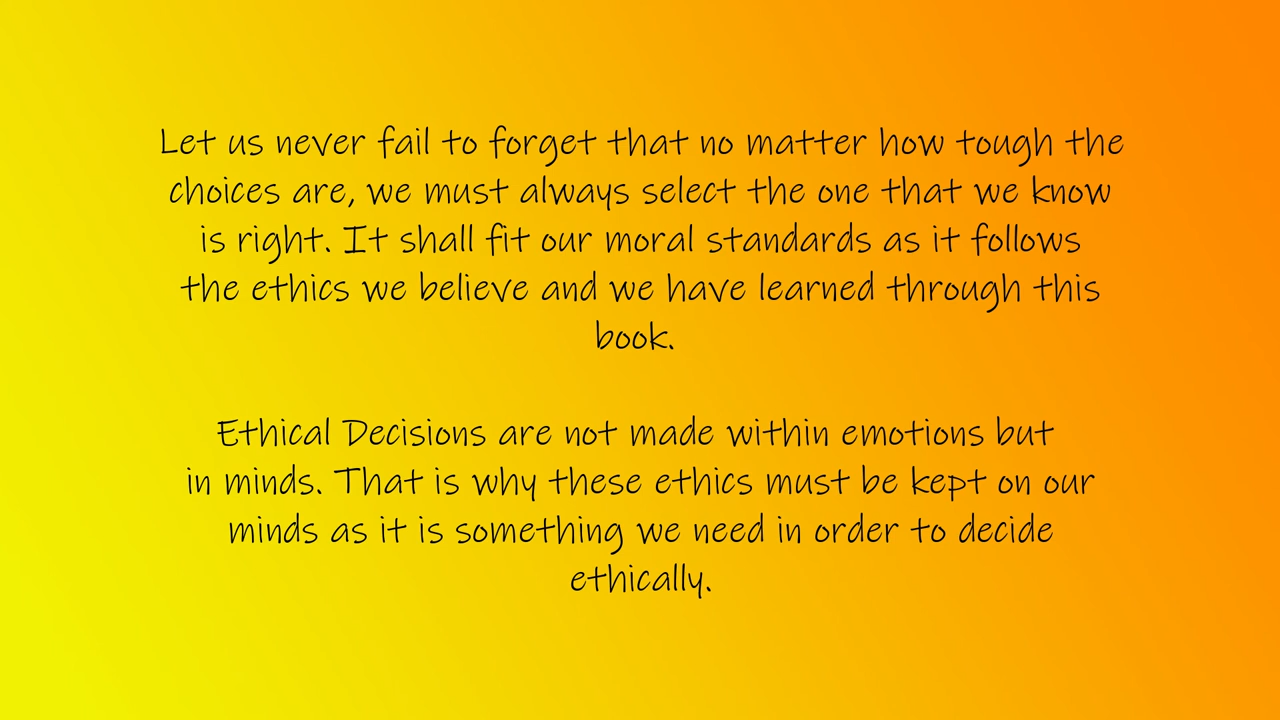 Let us never fail to forget that no matter how tough the
choices are, we must always select the one that we know
is right. It shall fit our moral standards as it follows
the ethics we believe and we have learned through this
book.
Ethical Decisions are not made within emotions but
in minds. That is why these ethics must be kept on our
minds as it is something we need in order to decide
ethically.